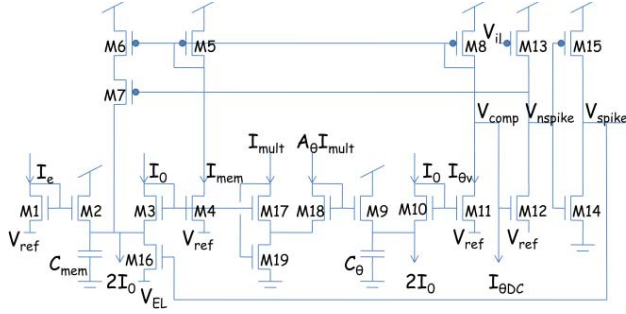 M6 M5 M8 V_il M13 M15
M7
V_comp V_nspike V_spike
I_mult A_θI_mult
I_e I_0 I_mem I_0 I_θv
M1 M2 M3 M4 M17 M18 M9 M10 M11 M12 M14
V_ref V_ref V_ref V_ref
M16 M19
C_mem C_θ
2I_0 2I_0 I_θDC
V_EL